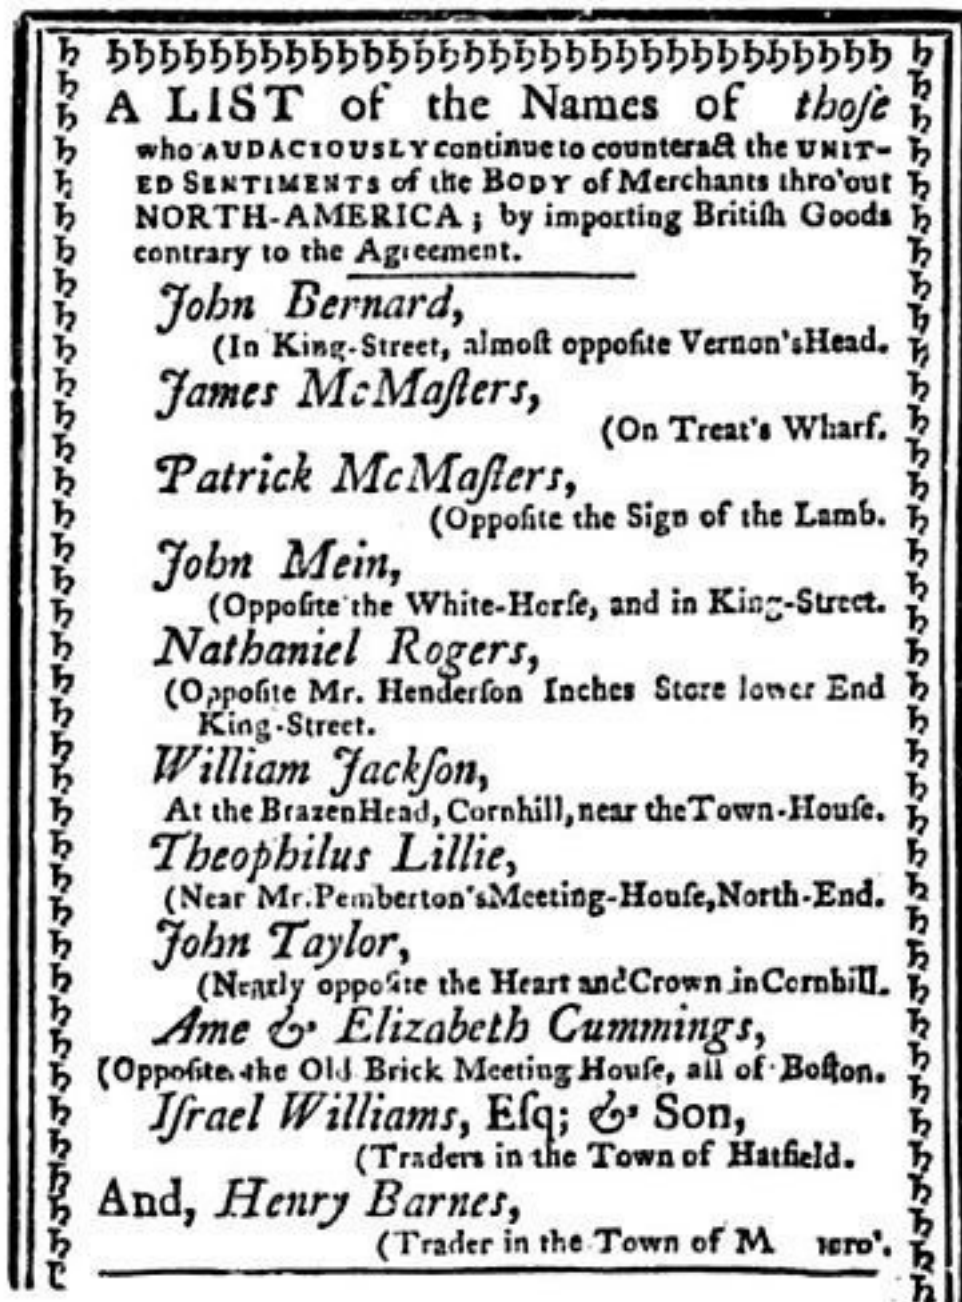 A LIST of the Names of thoſe
who AUDACIOUSLY continue to counteract the UNIT-
ED SENTIMENTS of the BODY of Merchants thro'out
NORTH-AMERICA; by importing Britiſh Goods
contrary to the Agreement.
John Bernard,
(In King-Street, almoſt oppoſite Vernon's Head.
James McMaſters,
(On Treat's Wharf.
Patrick McMaſters,
(Oppoſite the Sign of the Lamb.
John Mein,
(Oppoſite the White-Horſe, and in King-Street.
Nathaniel Rogers,
(Oppoſite Mr. Henderſon Inches Store lower End
King-Street.
William Jackſon,
At the Brazen Head, Cornhill, near the Town-Houſe.
Theophilus Lillie,
(Near Mr. Pemberton's Meeting-Houſe, North-End.
John Taylor,
(Nearly oppoſite the Heart and Crown in Cornhill.
Ame & Elizabeth Cummings,
(Oppoſite the Old Brick Meeting Houſe, all of Boſton.
Iſrael Williams, Eſq; & Son,
(Traders in the Town of Hatfield.
And, Henry Barnes,
(Trader in the Town of